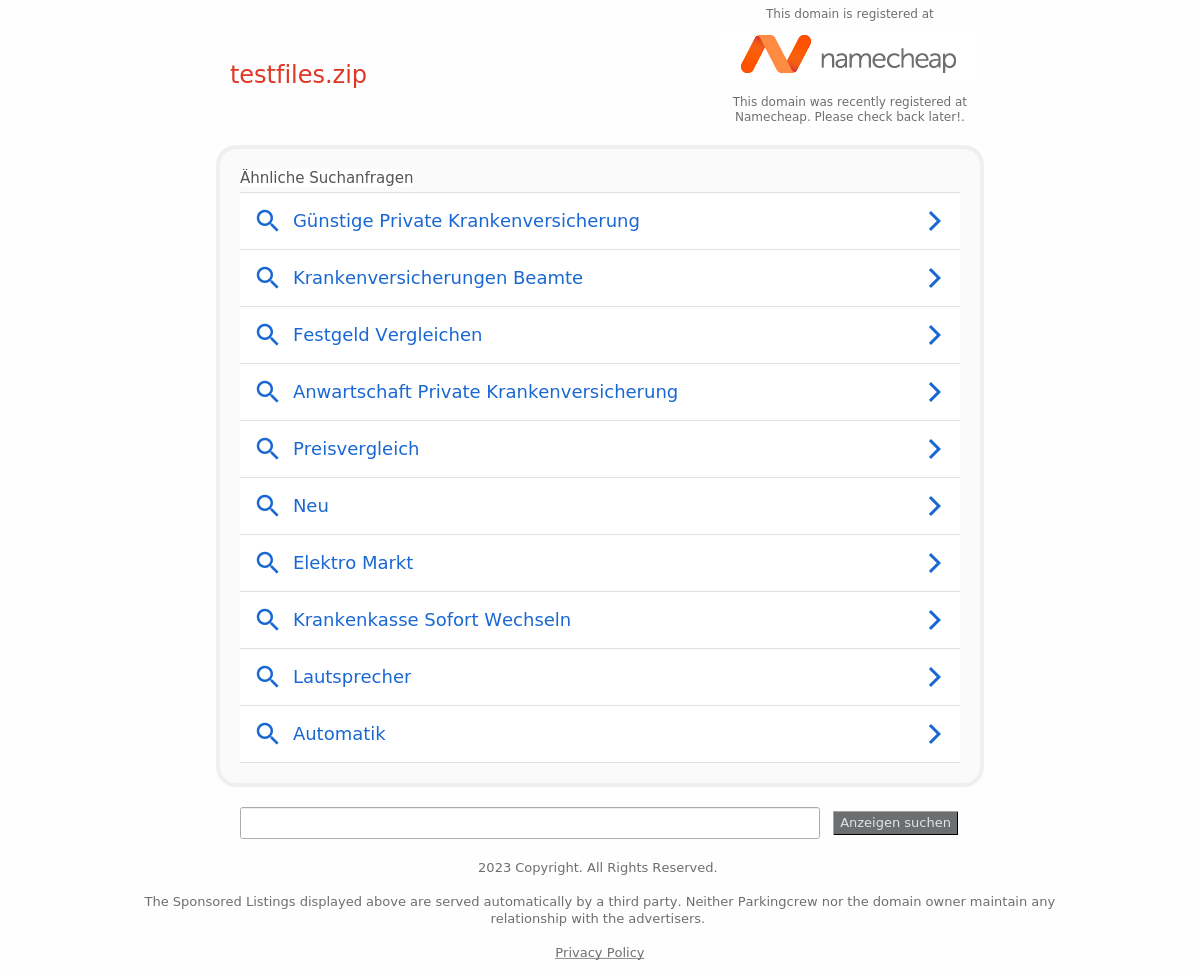 This domain is registered at
testfiles.zip
namecheap
This domain was recently registered at
Namecheap. Please check back later!.
Ähnliche Suchanfragen
Günstige Private Krankenversicherung
Krankenversicherungen Beamte
Festgeld Vergleichen
Anwartschaft Private Krankenversicherung
Preisvergleich
Neu
Elektro Markt
Krankenkasse Sofort Wechseln
Lautsprecher
Automatik
Anzeigen suchen
2023 Copyright. All Rights Reserved.
The Sponsored Listings displayed above are served automatically by a third party. Neither Parkingcrew nor the domain owner maintain any
relationship with the advertisers.
Privacy Policy